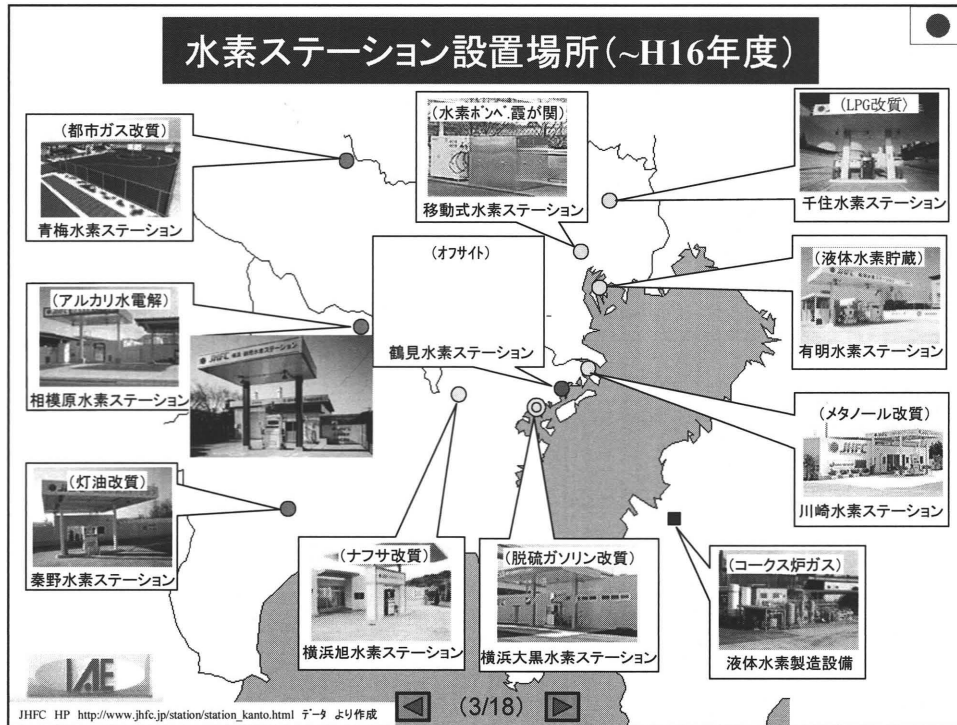 水素ステーション設置場所(~H16年度)
(都市ガス改質)
青梅水素ステーション
(水素ボンベ,霞が関)
移動式水素ステーション
(LPG改質)
千住水素ステーション
(オフサイト)
鶴見水素ステーション
(液体水素貯蔵)
有明水素ステーション
(アルカリ水電解)
相模原水素ステーション
JHFC
(メタノール改質)
JHFC
川崎水素ステーション
(灯油改質)
秦野水素ステーション
(ナフサ改質)
横浜旭水素ステーション
(脱硫ガソリン改質)
横浜大黒水素ステーション
(コークス炉ガス)
液体水素製造設備
IAE
(3/18)
JHFC HP http://www.jhfc.jp/station/station_kanto.html データ より作成